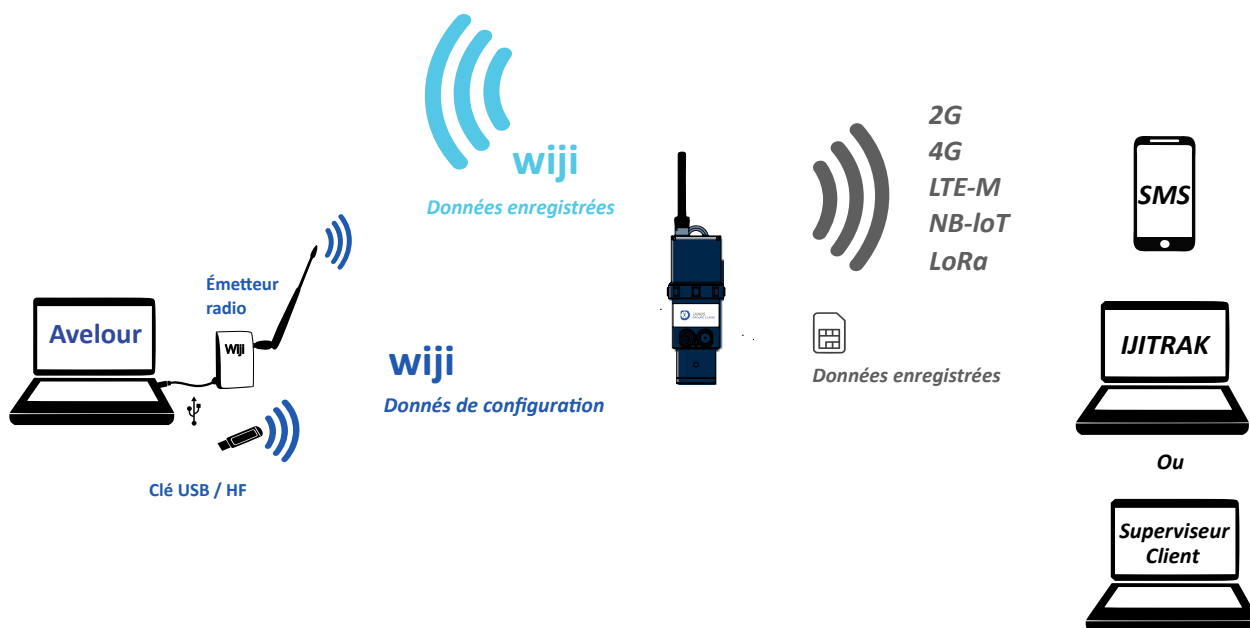 wiji
Données enregistrées
Émetteur
radio
Avelour
Wiji
wiji
Donnés de configuration
Clé USB / HF
2G
4G
LTE-M
NB-IoT
LoRa
Données enregistrées
SMS
IJITRAK
Ou
Superviseur
Client